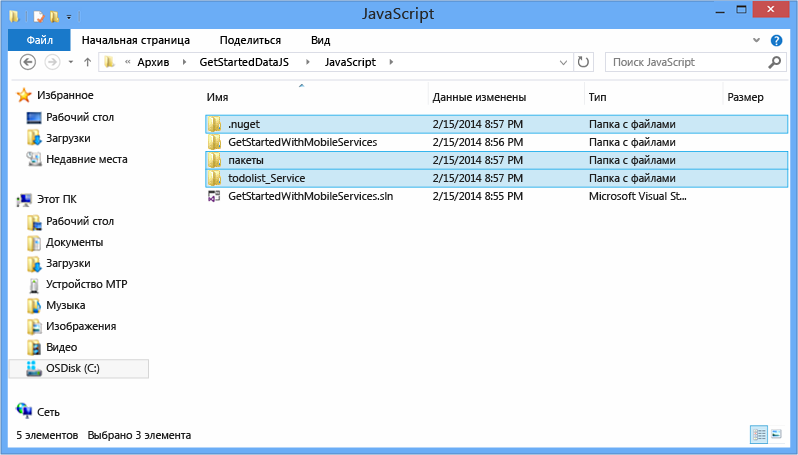 JavaScript
Файл Начальная страница Поделиться Вид
« Архив GetStartedDataJS JavaScript Поиск JavaScript
Имя Данные изменены Тип Размер
.nuget 2/15/2014 8:57 PM Папка с файлами
GetStartedWithMobileServices 2/15/2014 8:56 PM Папка с файлами
пакеты 2/15/2014 8:57 PM Папка с файлами
todolist_Service 2/15/2014 8:57 PM Папка с файлами
GetStartedWithMobileServices.sln 2/15/2014 8:55 PM Microsoft Visual St...
Избранное
Рабочий стол
Загрузки
Недавние места
Этот ПК
Рабочий стол
Документы
Загрузки
Устройство МТР
Музыка
Изображения
Видео
OSDisk (C:)
Сеть
5 элементов Выбрано 3 элемента